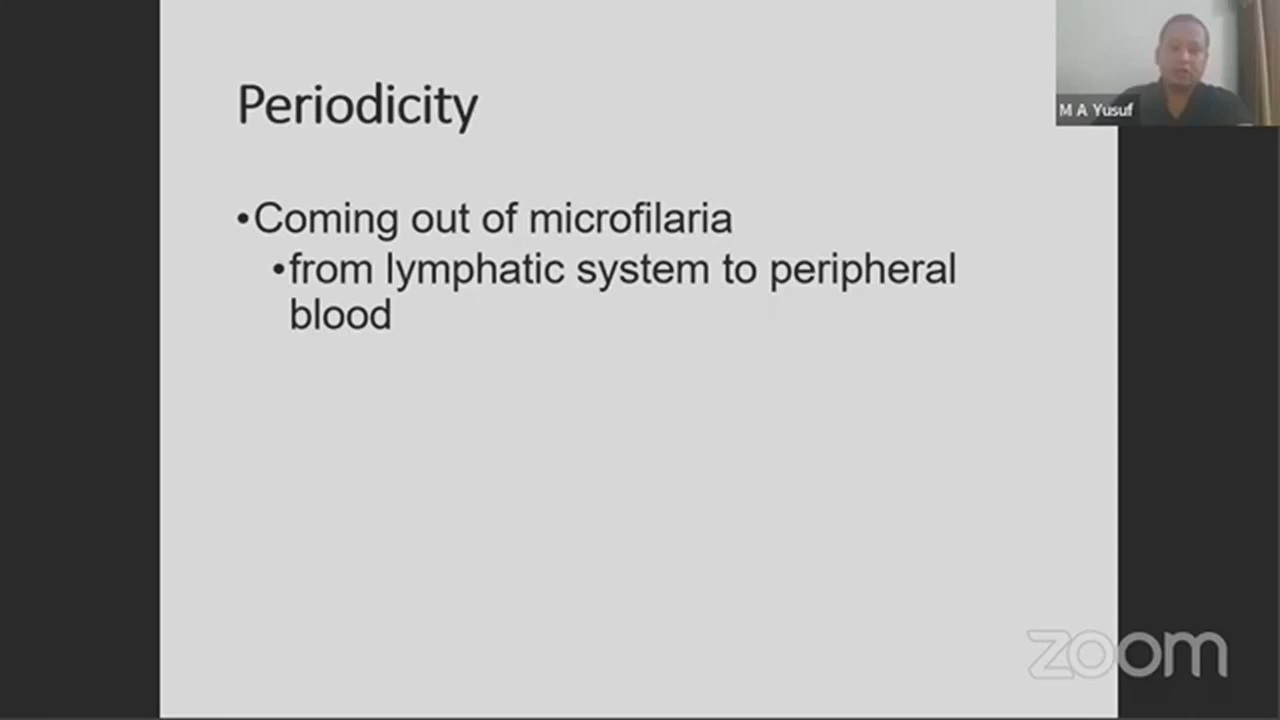 Periodicity
M A Yusuf
•Coming out of microfilaria
•from lymphatic system to peripheral
blood
zoom